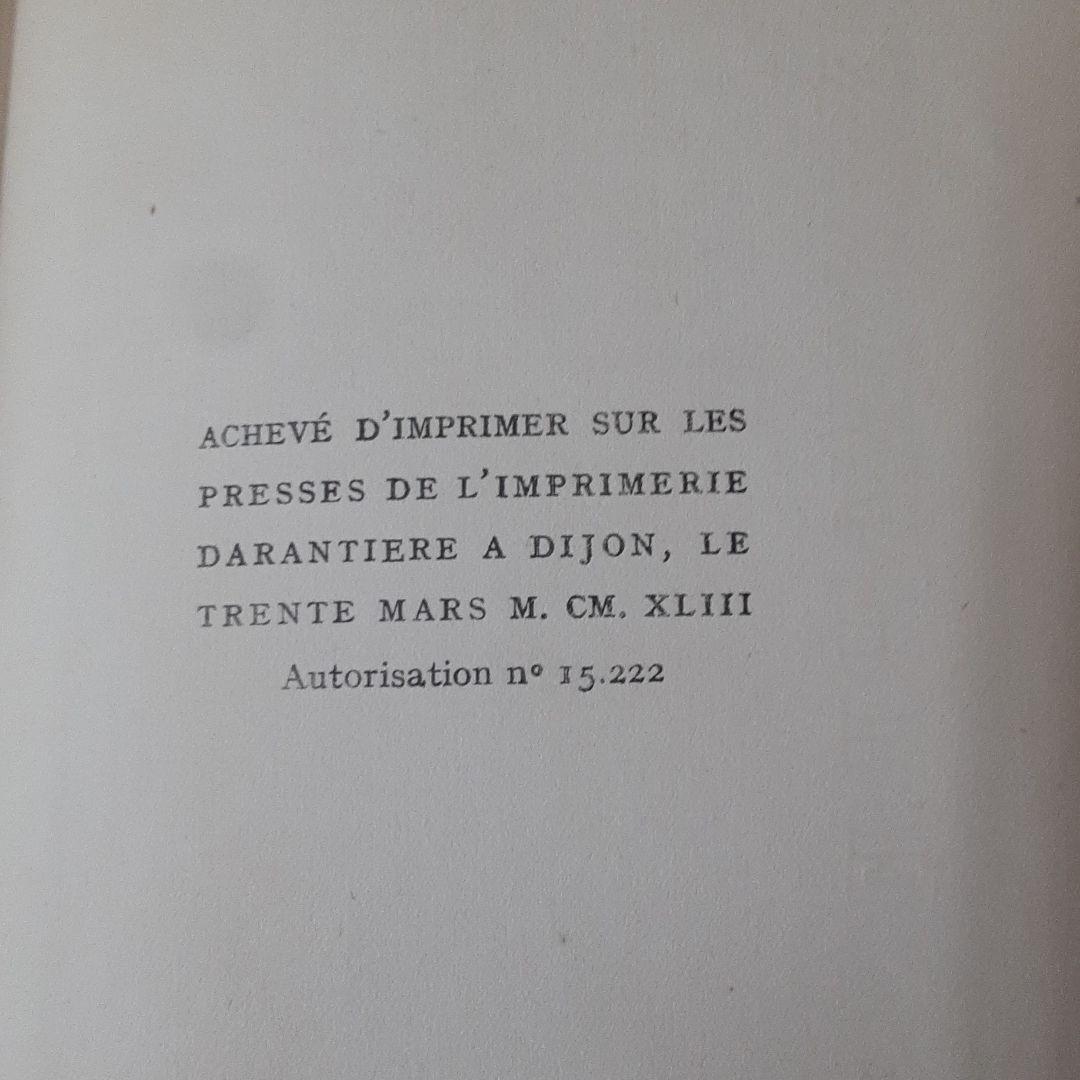 ACHEVÉ D'IMPRIMER SUR LES
PRESSES DE L'IMPRIMERIE
DARANTIERE A DIJON, LE
TRENTE MARS M. CM. XLIII
Autorisation nº 15.222